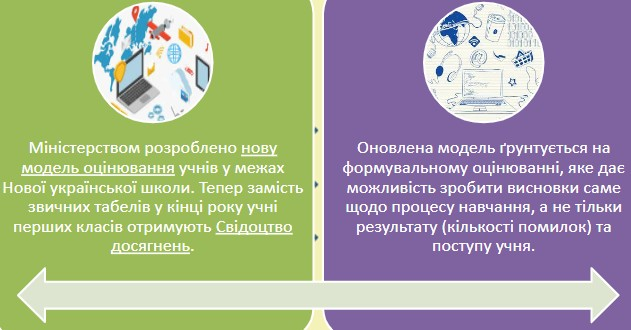 Міністерством розроблено нову
модель оцінювання учнів у межах
Нової української школи. Тепер замість
звичних табелів у кінці року учні
перших класів отримують Свідоцтво
досягнень.
Оновлена модель ґрунтується на
формувальному оцінюванні, яке дає
можливість зробити висновки саме
щодо процесу навчання, а не тільки
результату (кількості помилок) та
поступу учня.